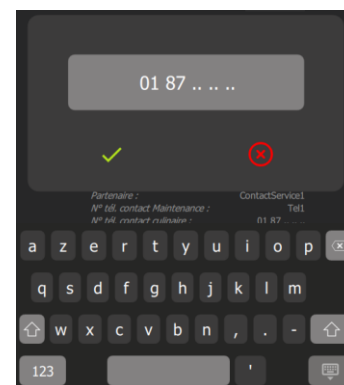 01 87 .. .. ..
Partenaire : ContactService1
N° tél. contact Maintenance : Tel1
N° tél. contact culinaire : 01 87 .. .. ..
a z e r t y u i o p
q s d f g h j k l m
w x c v b n , . -
123 '